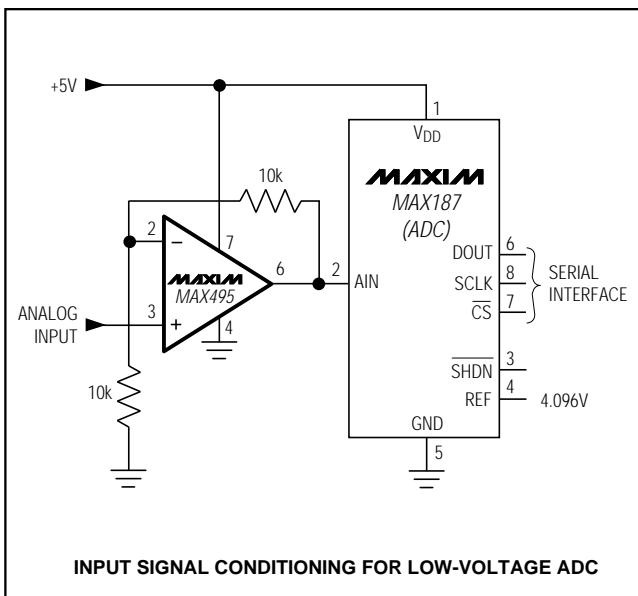 +5V
1
VDD
10k
MAXIM
MAX187
(ADC)
2
7
DOUT 6
MAXIM
MAX495
6
2
AIN
SCLK 8
SERIAL
INTERFACE
CS 7
ANALOG
INPUT
3
4
SHDN 3
10k
REF 4
4.096V
GND
5
INPUT SIGNAL CONDITIONING FOR LOW-VOLTAGE ADC